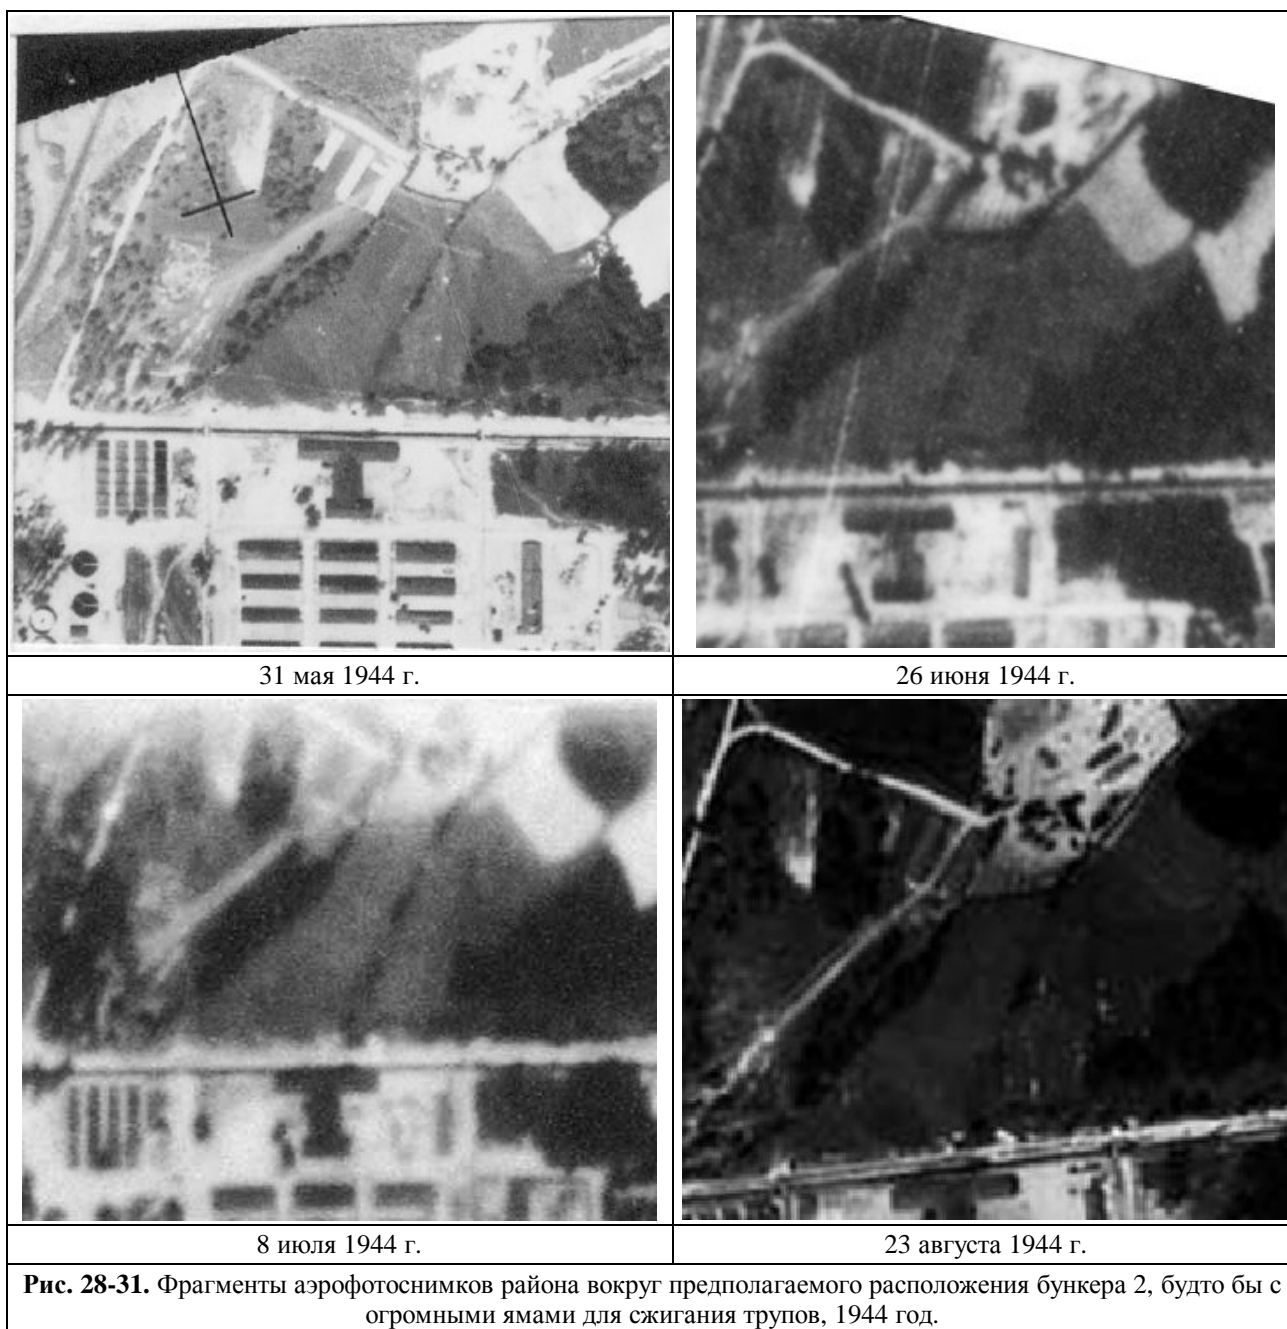 31 мая 1944 г.
26 июня 1944 г.
8 июля 1944 г.
23 августа 1944 г.
Рис. 28-31. Фрагменты аэрофотоснимков района вокруг предполагаемого расположения бункера 2, будто бы с
огромными ямами для сжигания трупов, 1944 год.